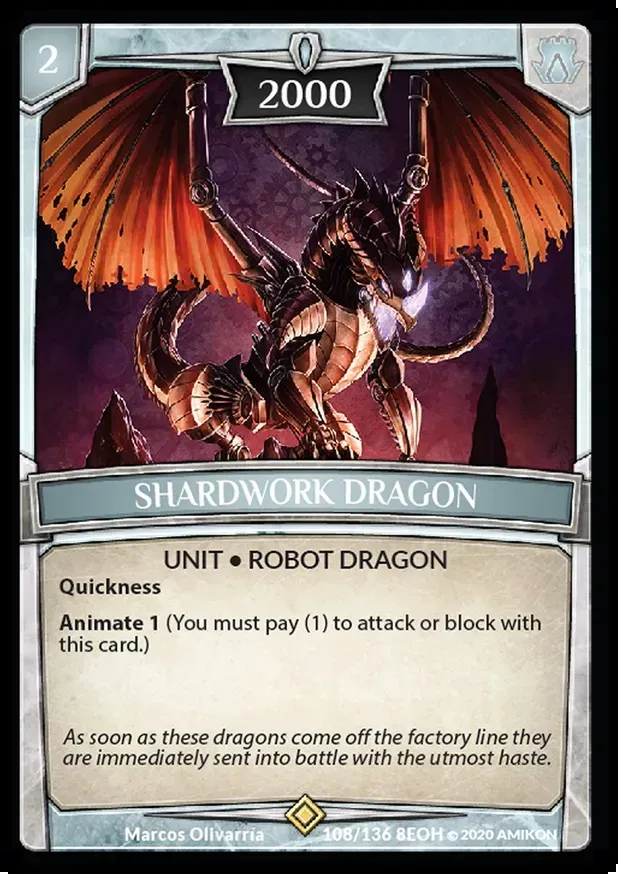 2
2000
SHARDWORK DRAGON
UNIT • ROBOT DRAGON
Quickness
Animate 1 (You must pay (1) to attack or block with
this card.)
As soon as these dragons come off the factory line they
are immediately sent into battle with the utmost haste.
Marcos Olivarría 108/136 8EOH © 2020 AMIKON